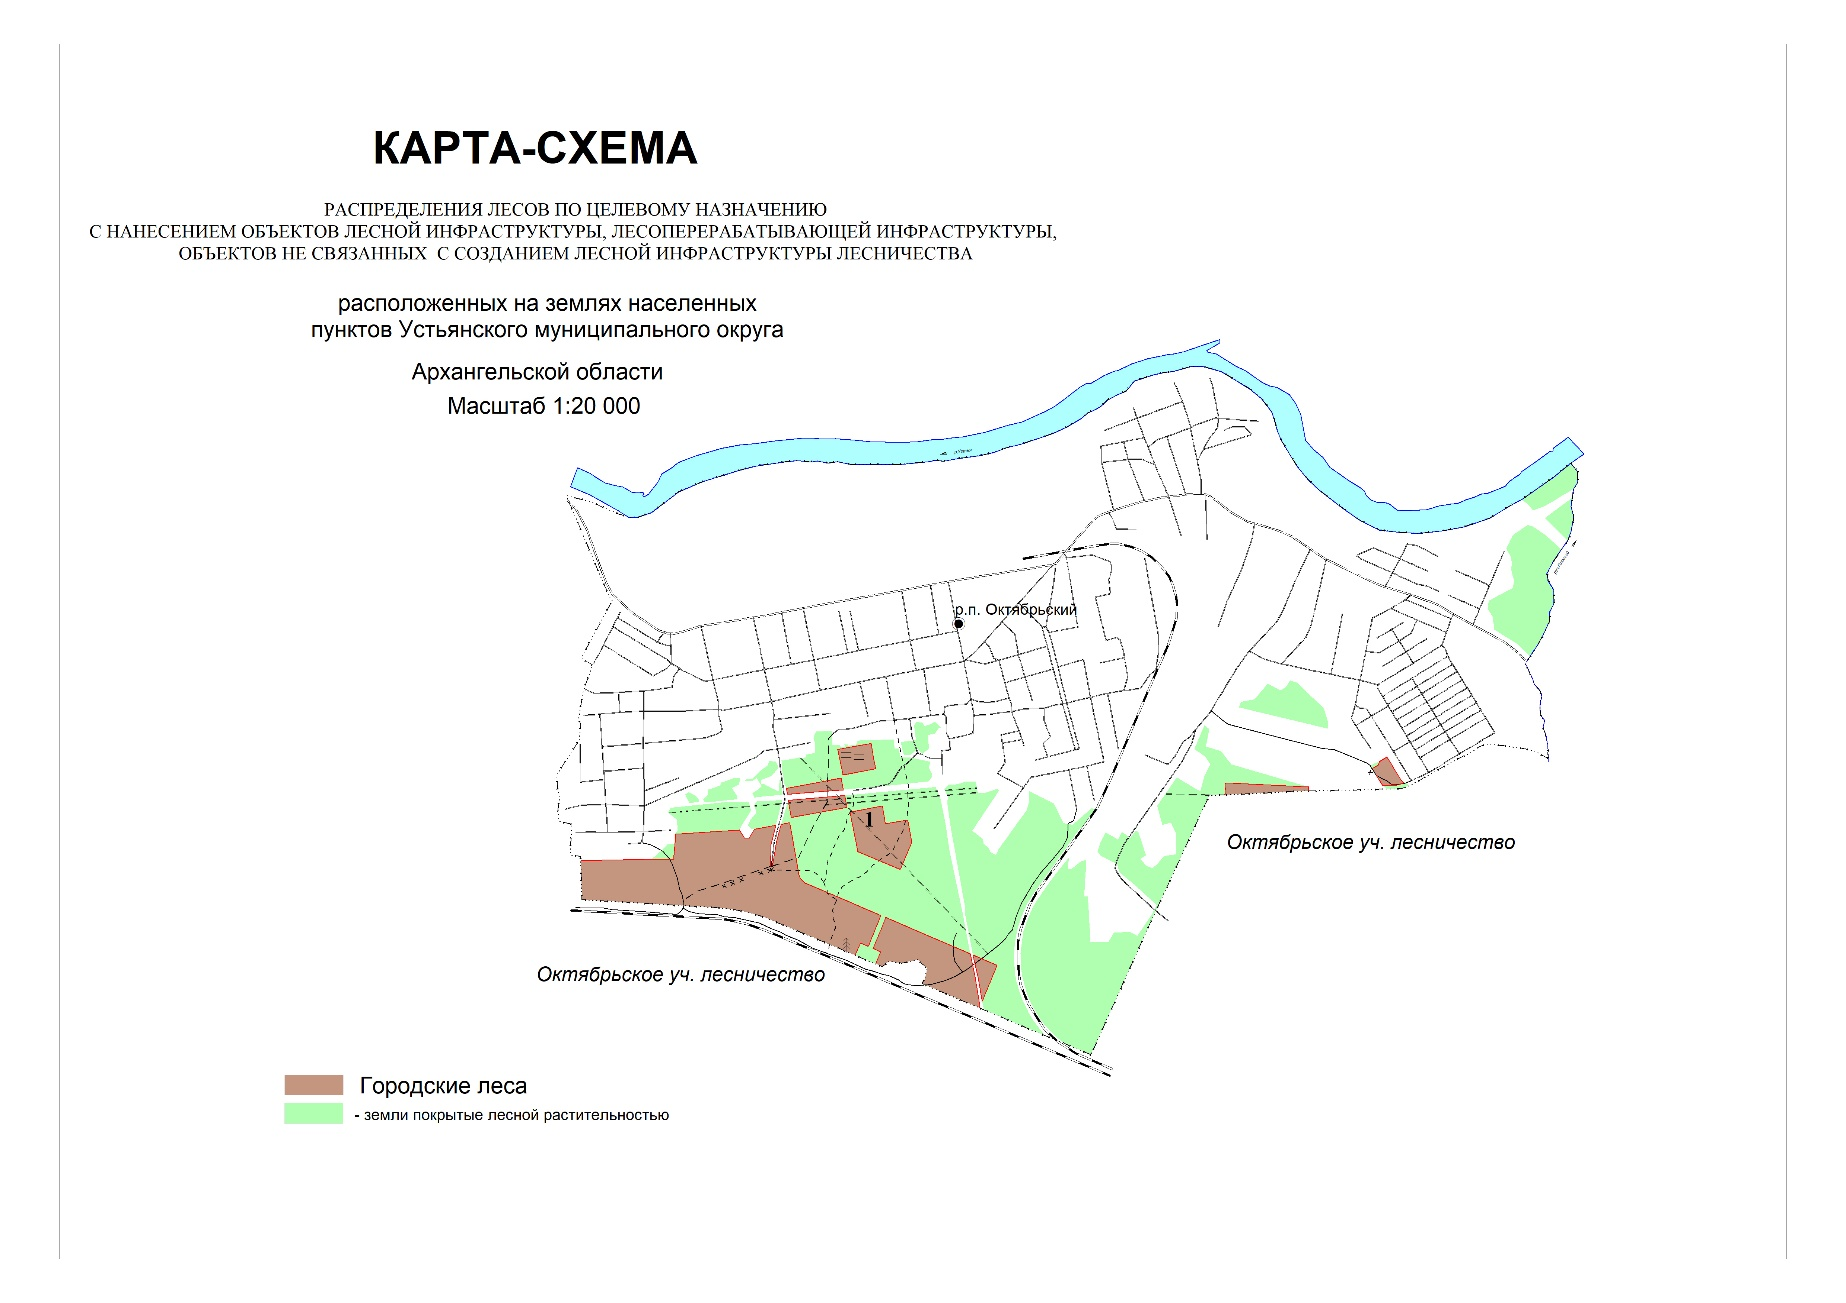 КАРТА-СХЕМА
РАСПРЕДЕЛЕНИЯ ЛЕСОВ ПО ЦЕЛЕВОМУ НАЗНАЧЕНИЮ
С НАНЕСЕНИЕМ ОБЪЕКТОВ ЛЕСНОЙ ИНФРАСТРУКТУРЫ, ЛЕСОПЕРЕРАБАТЫВАЮЩЕЙ ИНФРАСТРУКТУРЫ,
ОБЪЕКТОВ НЕ СВЯЗАННЫХ С СОЗДАНИЕМ ЛЕСНОЙ ИНФРАСТРУКТУРЫ ЛЕСНИЧЕСТВА
расположенных на землях населенных
пунктов Устьянского муниципального округа
Архангельской области
Масштаб 1:20 000
р.п. Октябрьский
1
Октябрьское уч. лесничество
Октябрьское уч. лесничество
Городские леса
- земли покрытые лесной растительностью